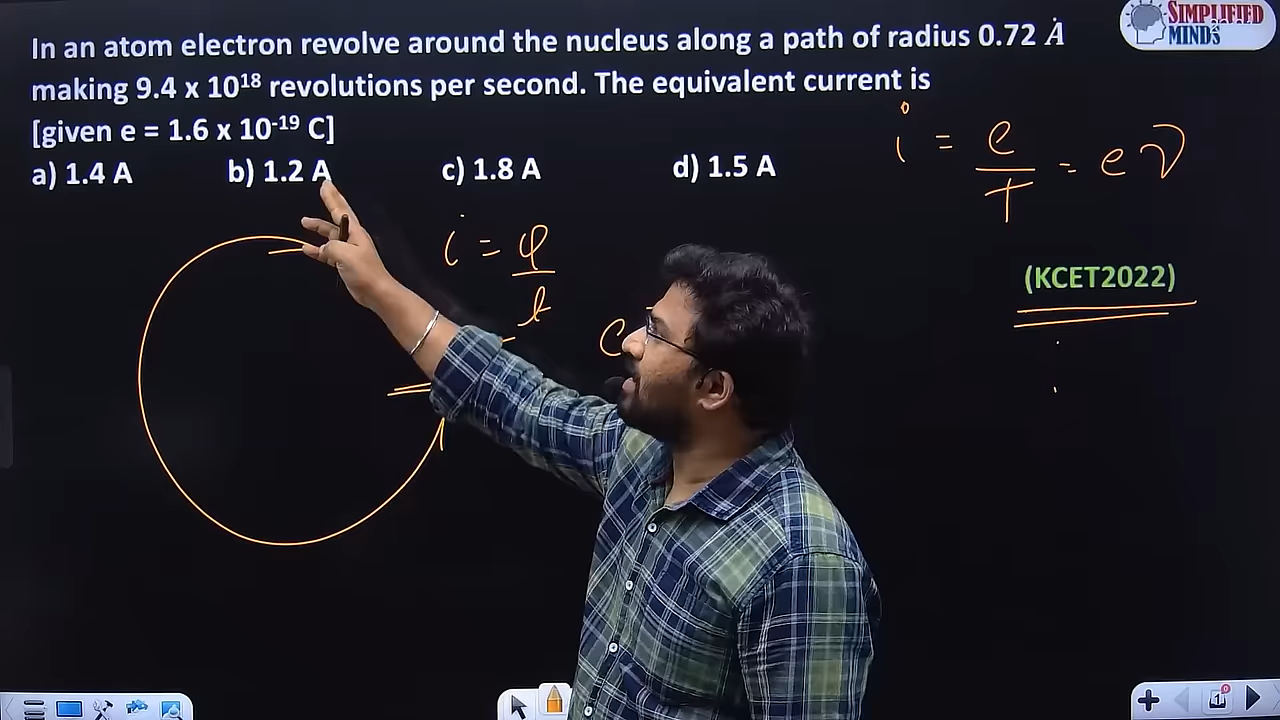 In an atom electron revolve around the nucleus along a path of radius 0.72 Å
making 9.4 x 10¹⁸ revolutions per second. The equivalent current is
[given e = 1.6 x 10⁻¹⁹ C]
a) 1.4 A b) 1.2 A c) 1.8 A d) 1.5 A
SIMPLIFIED
MINDS
i = e/T = eν
(KCET2022)
i = φ/t